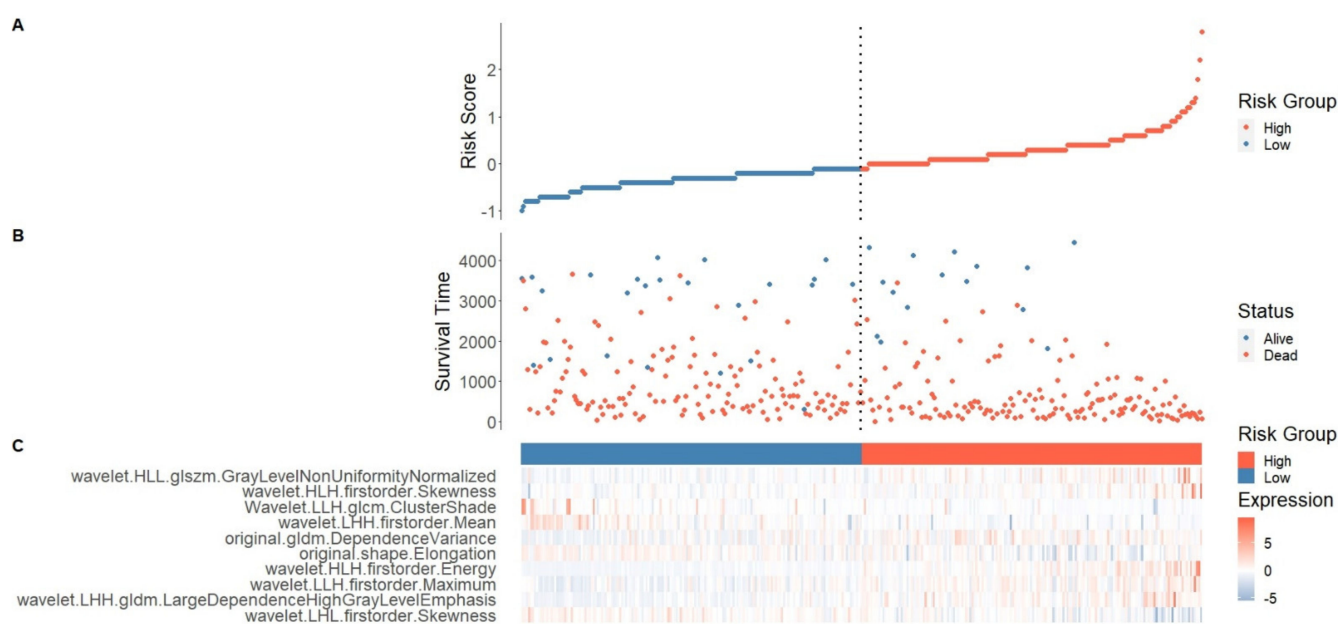 A
Risk Score
2
1
0
-1
Risk Group
High
Low
B
Survival Time
4000
3000
2000
1000
0
Status
Alive
Dead
C
wavelet.HLL.glszm.GrayLevelNonUniformityNormalized
wavelet.HLH.firstorder.Skewness
Wavelet.LLH.glcm.ClusterShade
wavelet.LHH.firstorder.Mean
original.gldm.DependenceVariance
original.shape.Elongation
wavelet.HLH.firstorder.Energy
wavelet.LLH.firstorder.Maximum
wavelet.LHH.gldm.LargeDependenceHighGrayLevelEmphasis
wavelet.LHL.firstorder.Skewness
Risk Group
High
Low
Expression
5
0
-5